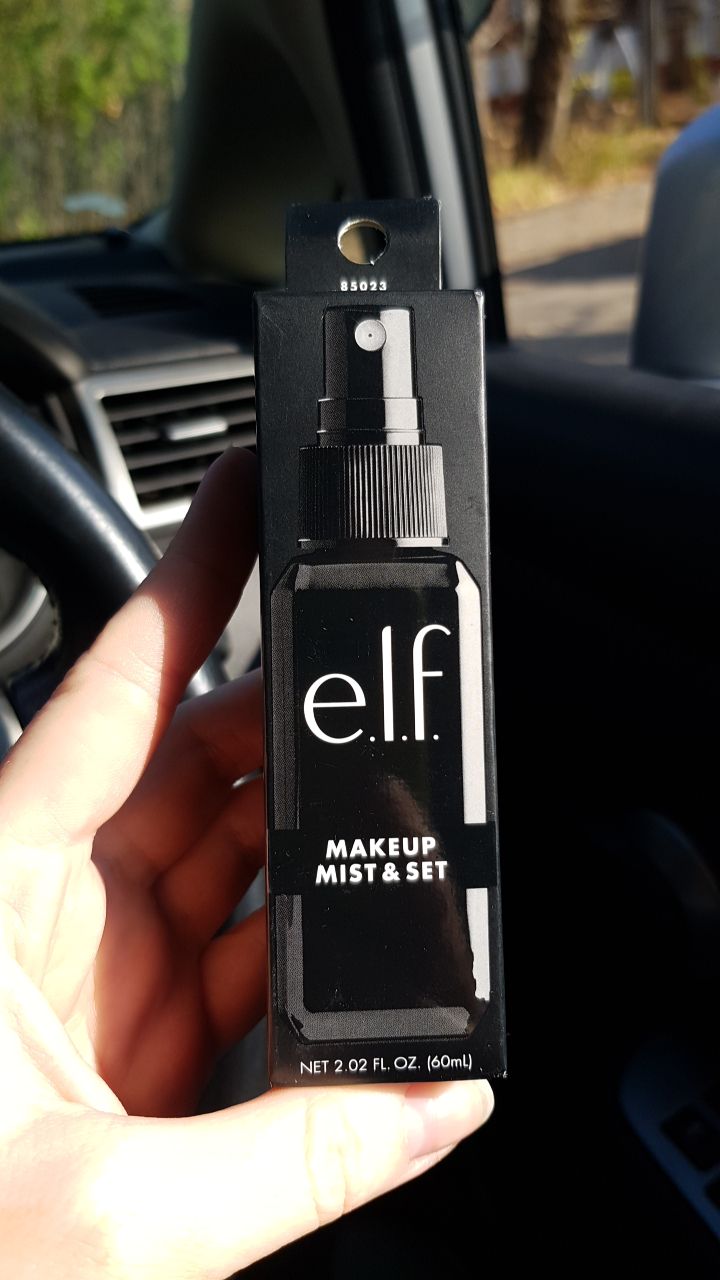 85023
e.l.f.
MAKEUP
MIST & SET
NET 2.02 FL. OZ. (60mL)